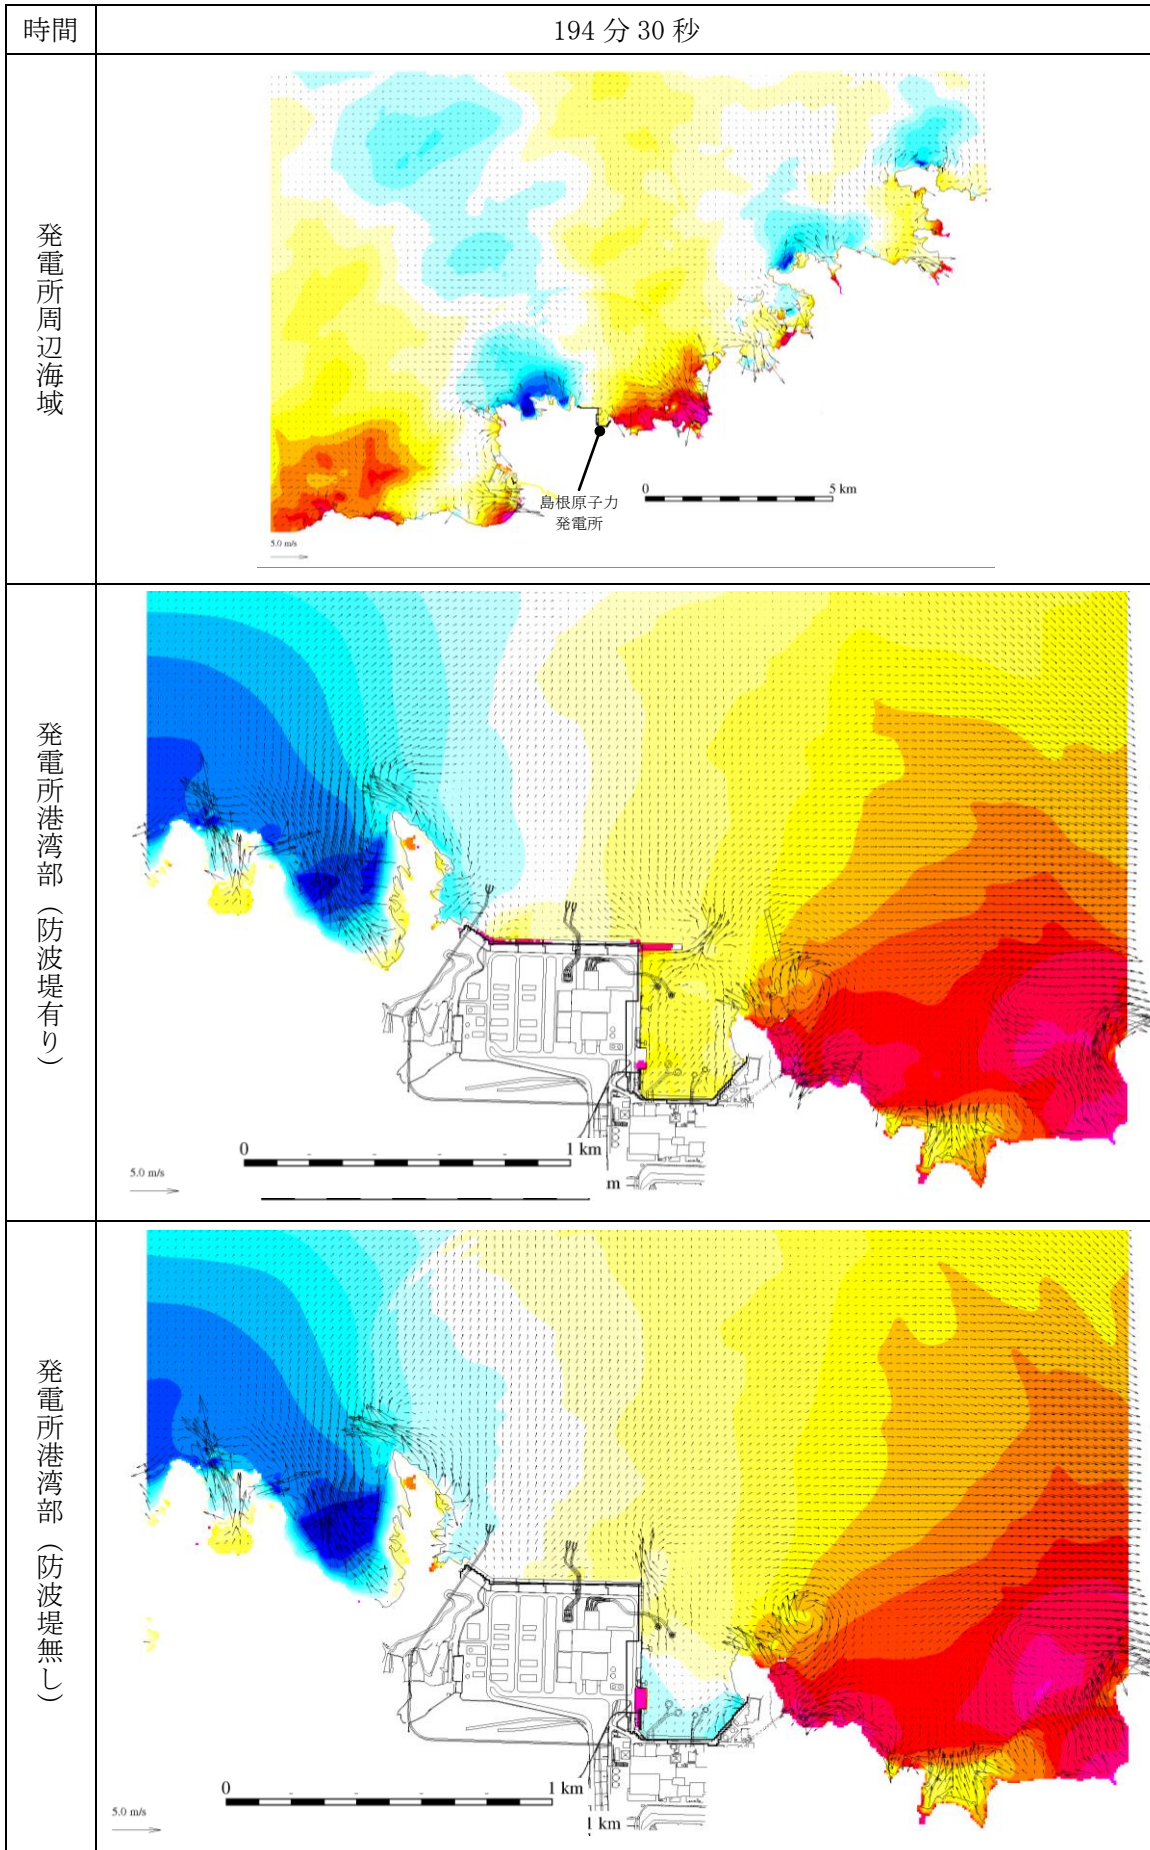 時間
194 分 30 秒
発電所周辺海域
島根原子力
発電所
0
5 km
5.0 m/s
発電所港湾部（防波堤有り）
0
1 km
5.0 m/s
m
発電所港湾部（防波堤無し）
0
1 km
5.0 m/s
1 km